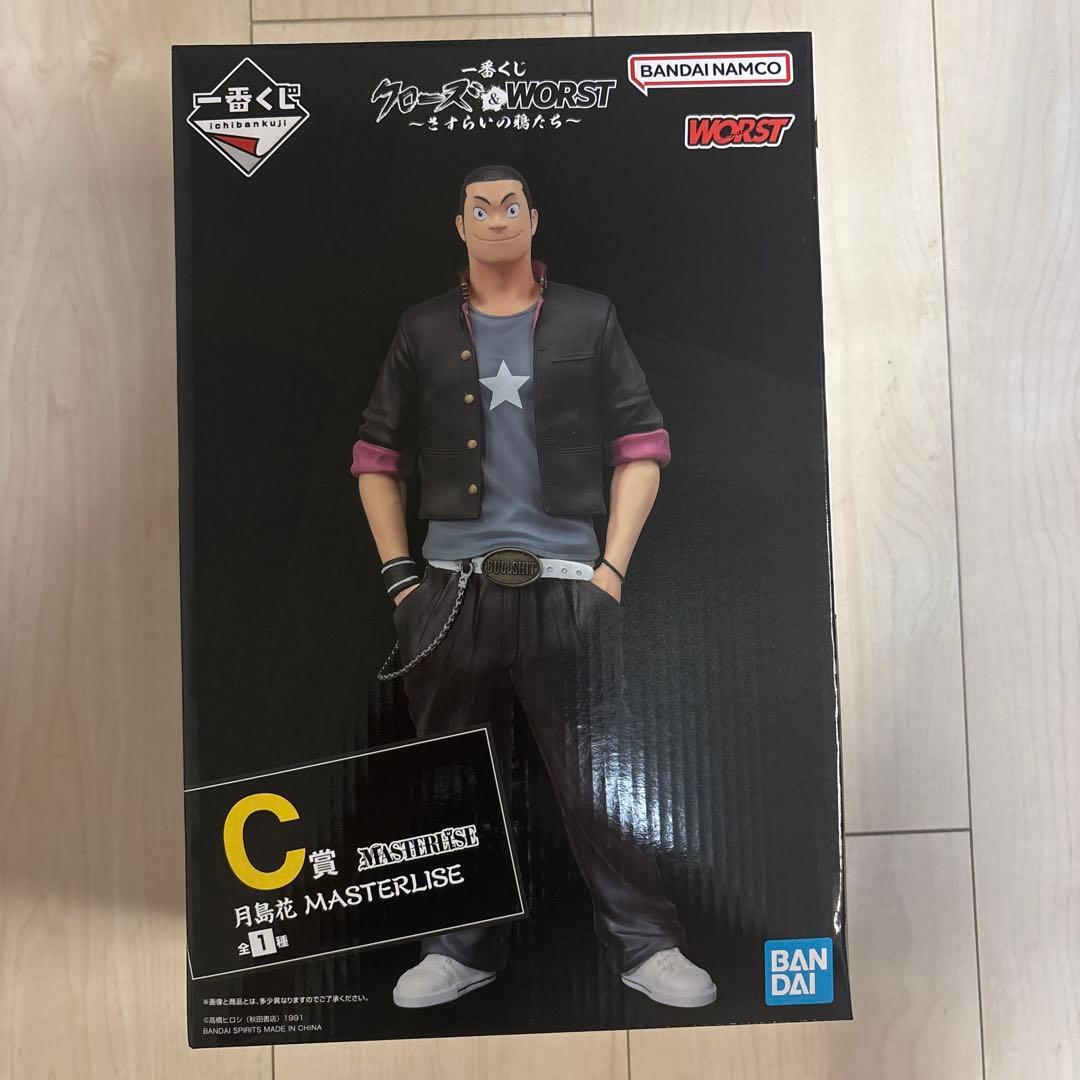 一番くじ
ichibankuji
一番くじ
クローズ&WORST
～さすらいの鴉たち～
BANDAI NAMCO
WORST
BULLSHIT
C賞 MASTERLISE
月島花 MASTERLISE
全1種
※画像と商品とは、多少異なりますのでご了承ください。
©髙橋ヒロシ（秋田書店）1991
BANDAI SPIRITS MADE IN CHINA
BAN
DAI